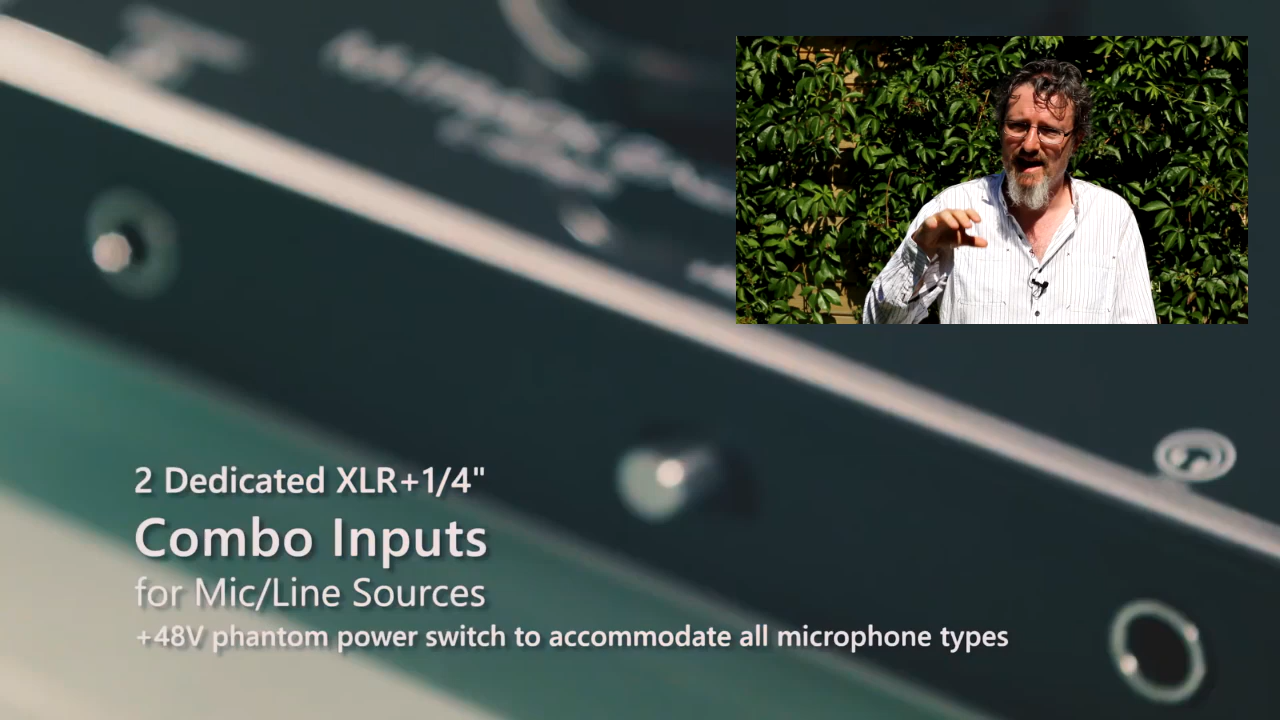 2 Dedicated XLR+1/4"
Combo Inputs
for Mic/Line Sources
+48V phantom power switch to accommodate all microphone types